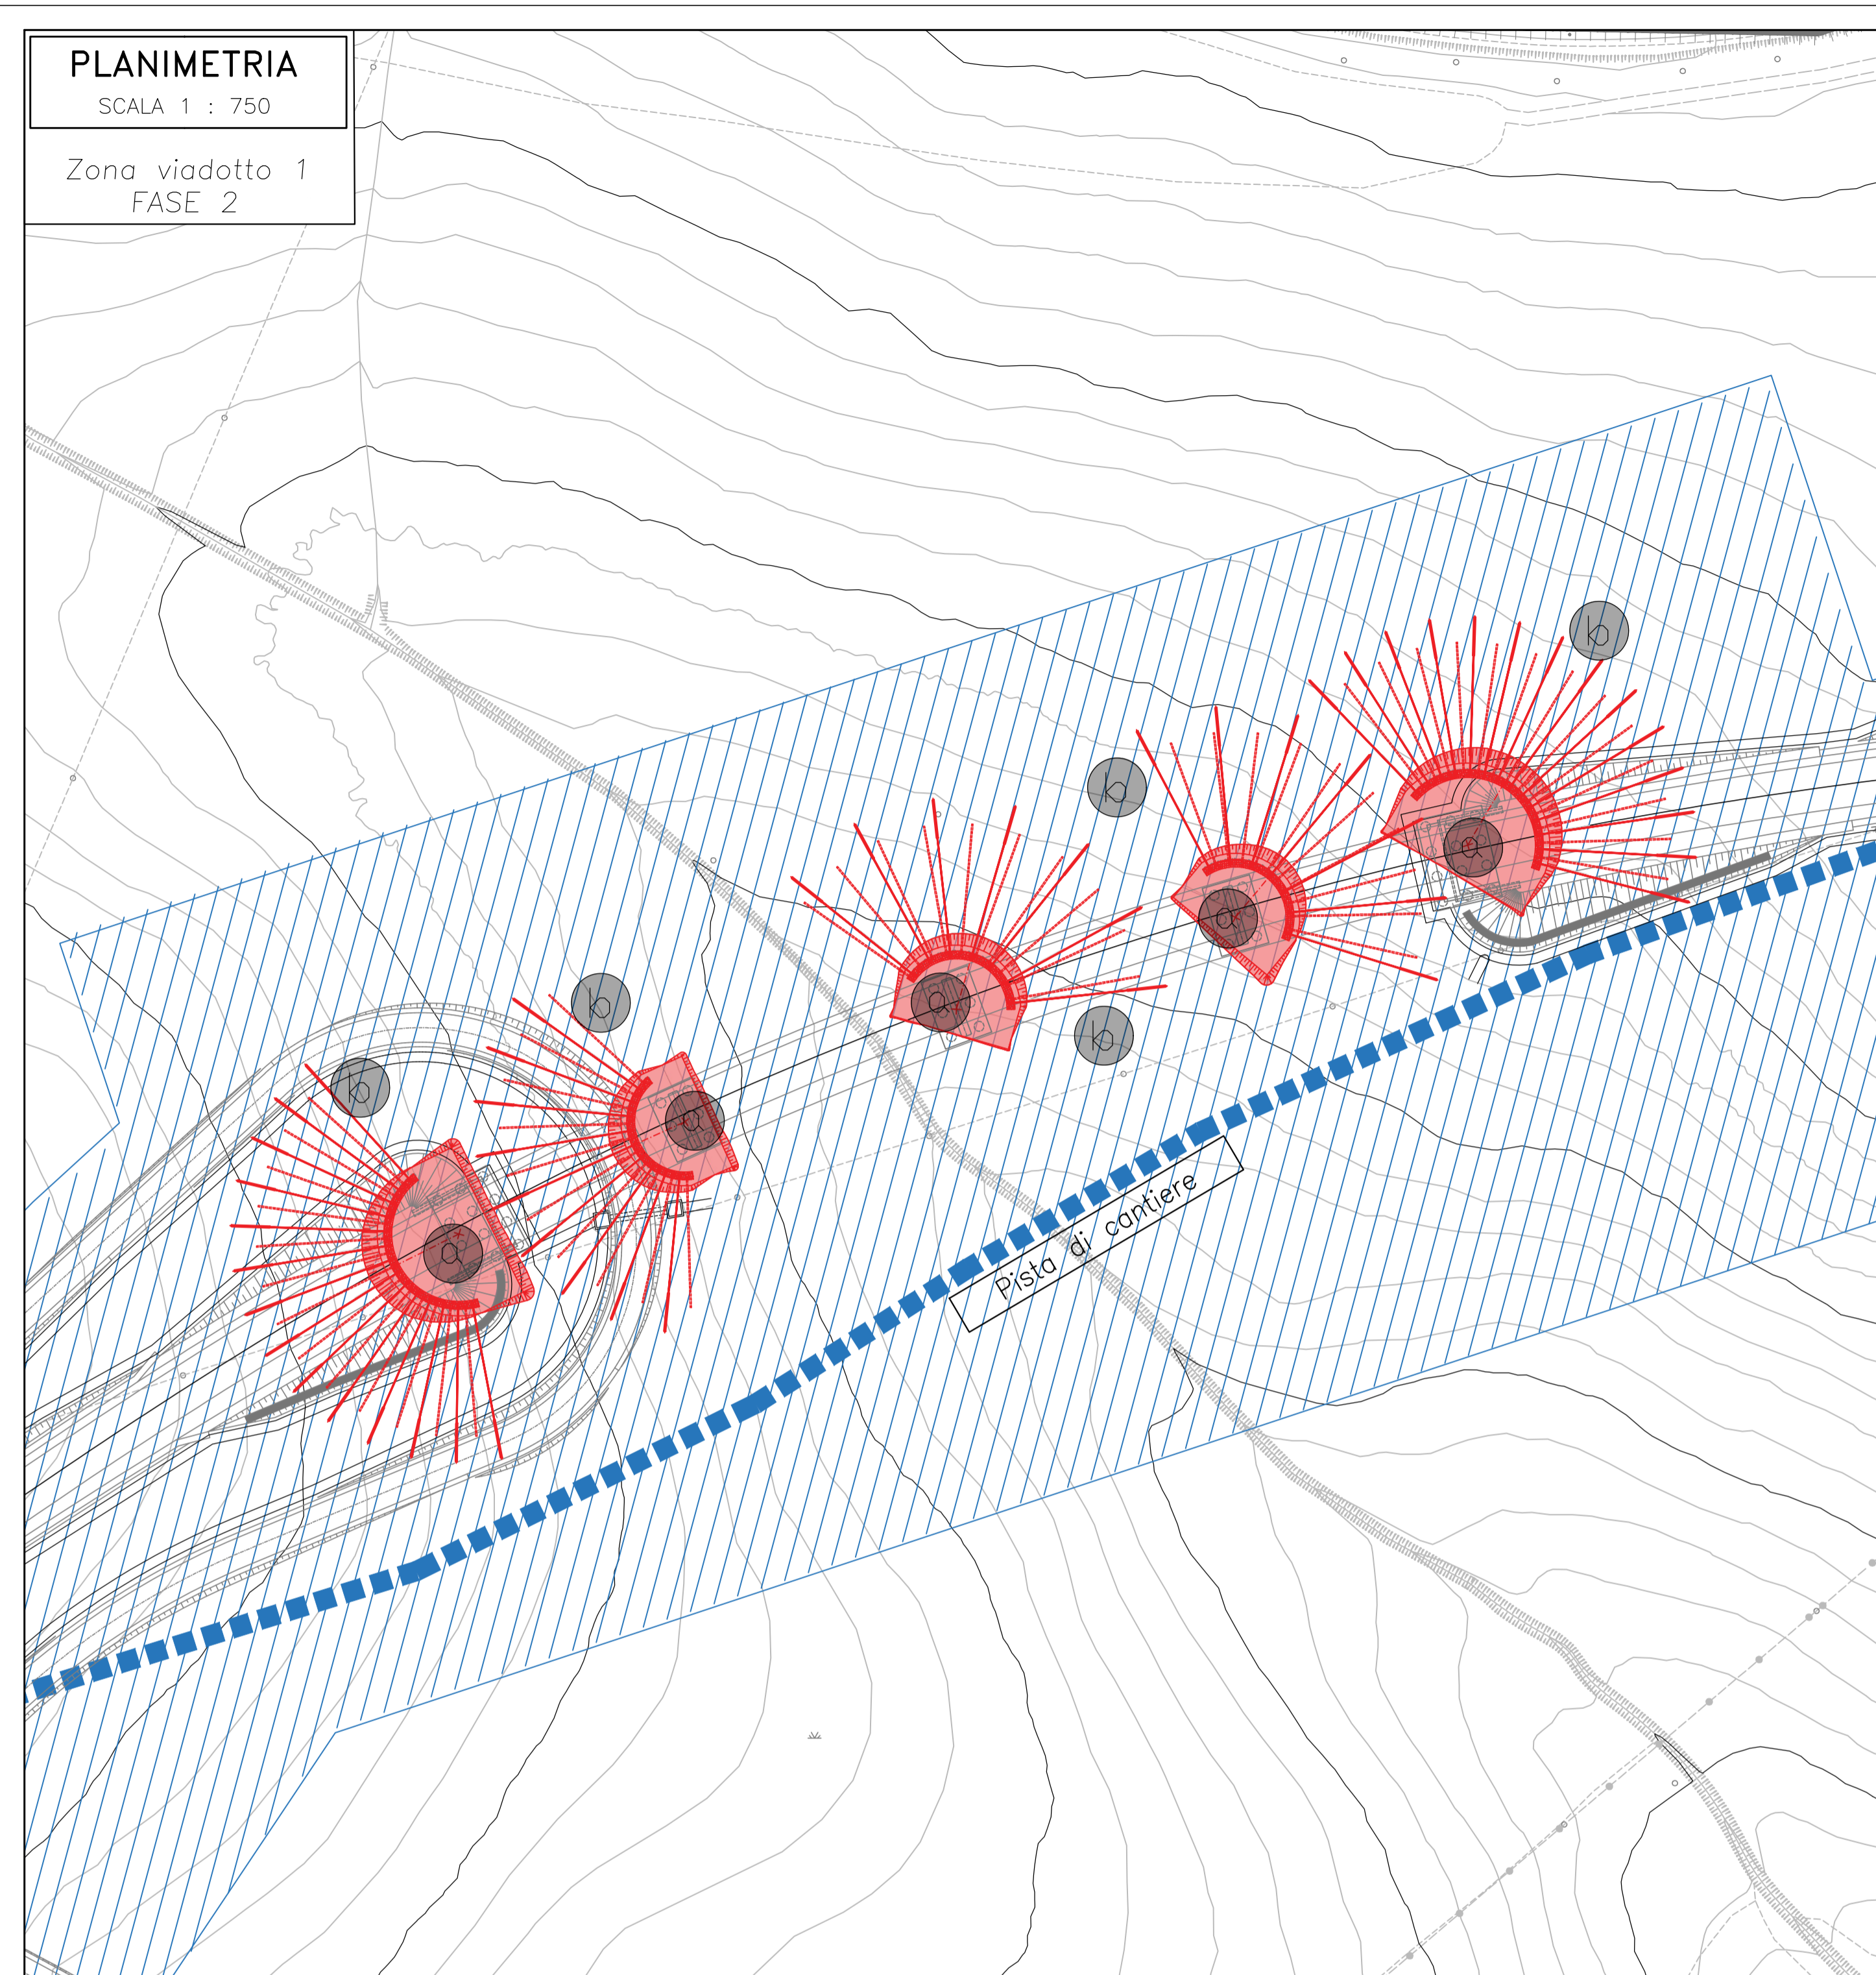 PLANIMETRIA
SCALA 1 : 750
Zona viadotto 1
FASE 2
b
b
b
b
b
a
a
a
a
a
Pista di cantiere